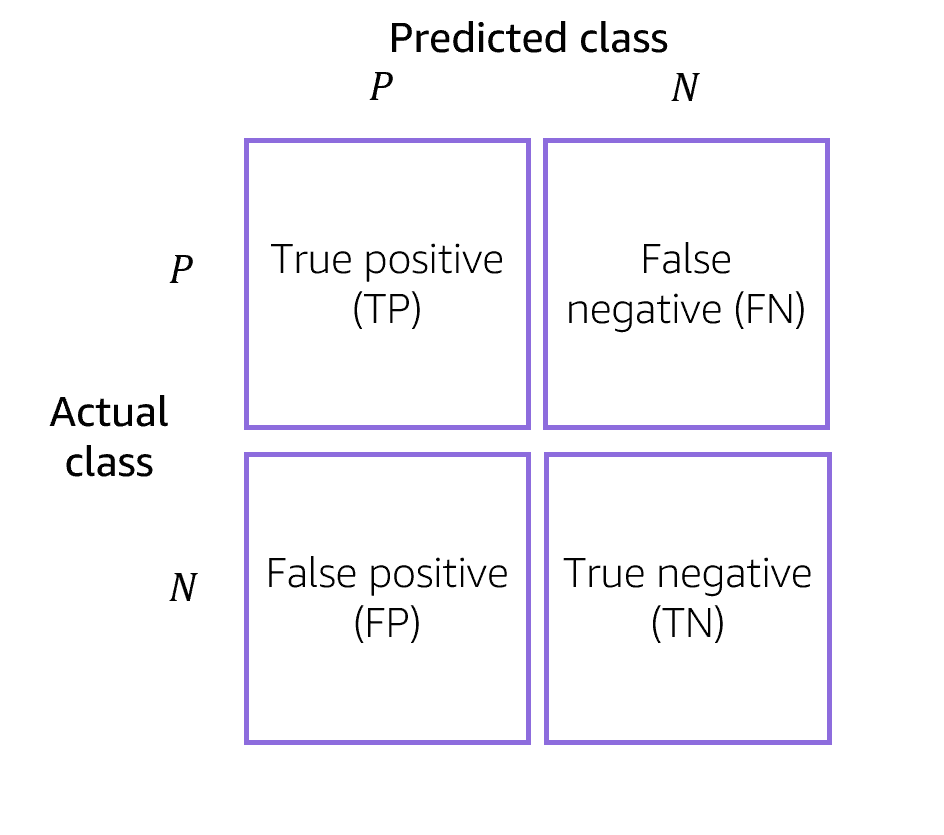 Predicted class
P N
P
True positive
(TP)
False
negative (FN)
Actual
class
N
False positive
(FP)
True negative
(TN)